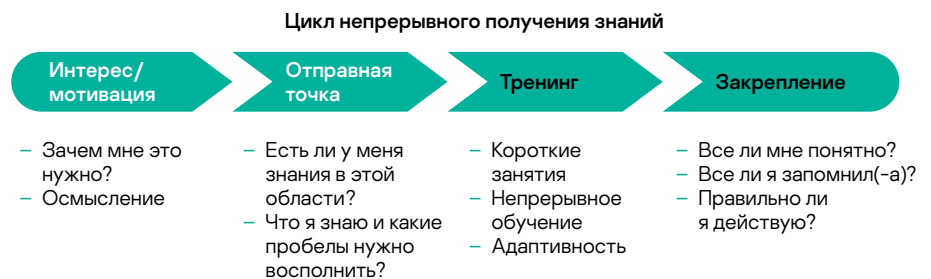 Цикл непрерывного получения знаний
Интерес/
мотивация
Отправная
точка
Тренинг
Закрепление
– Зачем мне это
нужно?
– Осмысление
– Есть ли у меня
знания в этой
области?
– Что я знаю и какие
пробелы нужно
восполнить?
– Короткие
занятия
– Непрерывное
обучение
– Адаптивность
– Все ли мне понятно?
– Все ли я запомнил(-а)?
– Правильно ли
я действую?